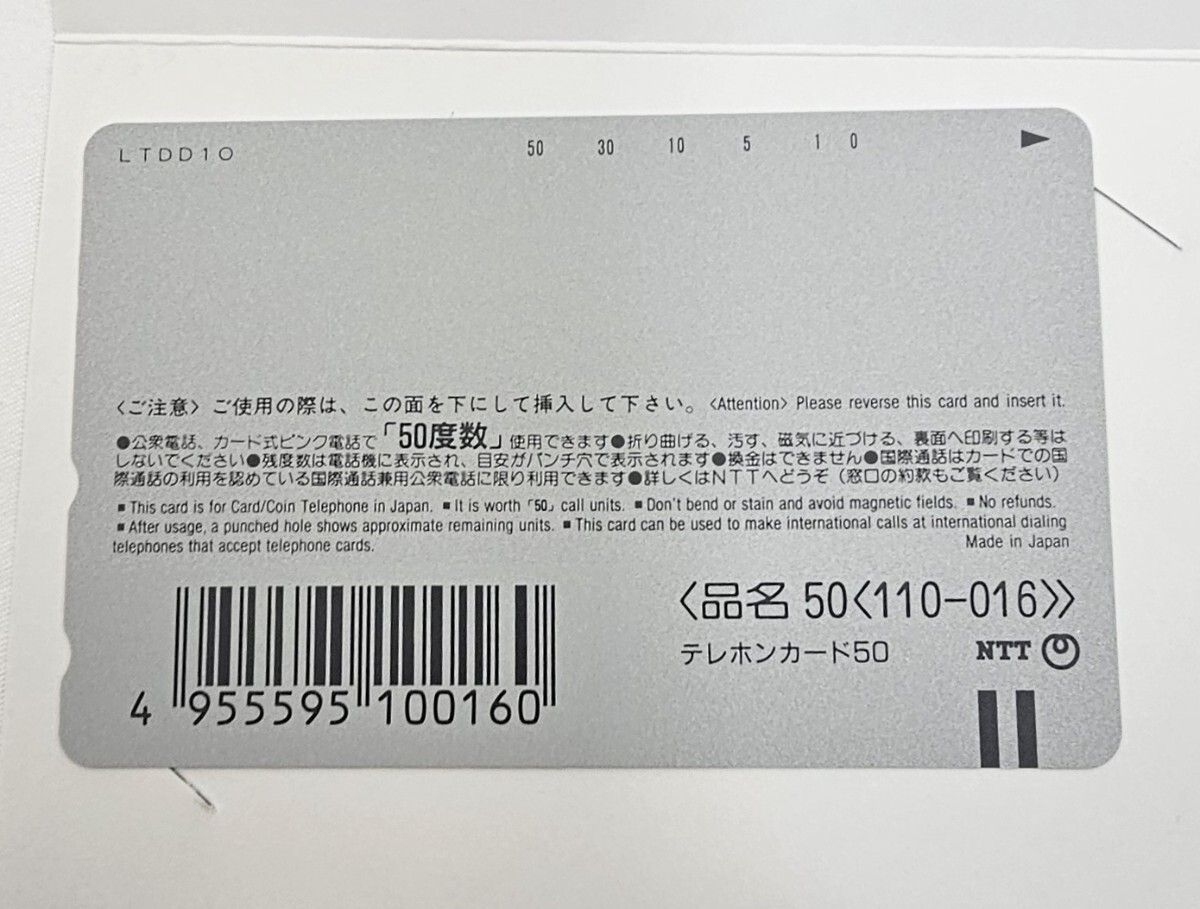 LTDD10 50 30 10 5 1 0
〈ご注意〉ご使用の際は、この面を下にして挿入して下さい。〈Attention〉Please reverse this card and insert it.
●公衆電話、カード式ピンク電話で「50度数」使用できます●折り曲げる、汚す、磁気に近づける、裏面へ印刷する等は
しないでください●残度数は電話機に表示され、目安がパンチ穴で表示されます●換金はできません●国際通話はカードでの国
際通話の利用を認めている国際通話兼用公衆電話に限り利用できます●詳しくはNTTへどうぞ（窓口の約款もご覧ください）
■This card is for Card/Coin Telephone in Japan. ■It is worth「50」call units. ■Don't bend or stain and avoid magnetic fields. ■No refunds.
■After usage, a punched hole shows approximate remaining units. ■This card can be used to make international calls at international dialing
telephones that accept telephone cards.
Made in Japan
〈品名 50〈110-016〉〉
テレホンカード50 NTT
4 955595 100160